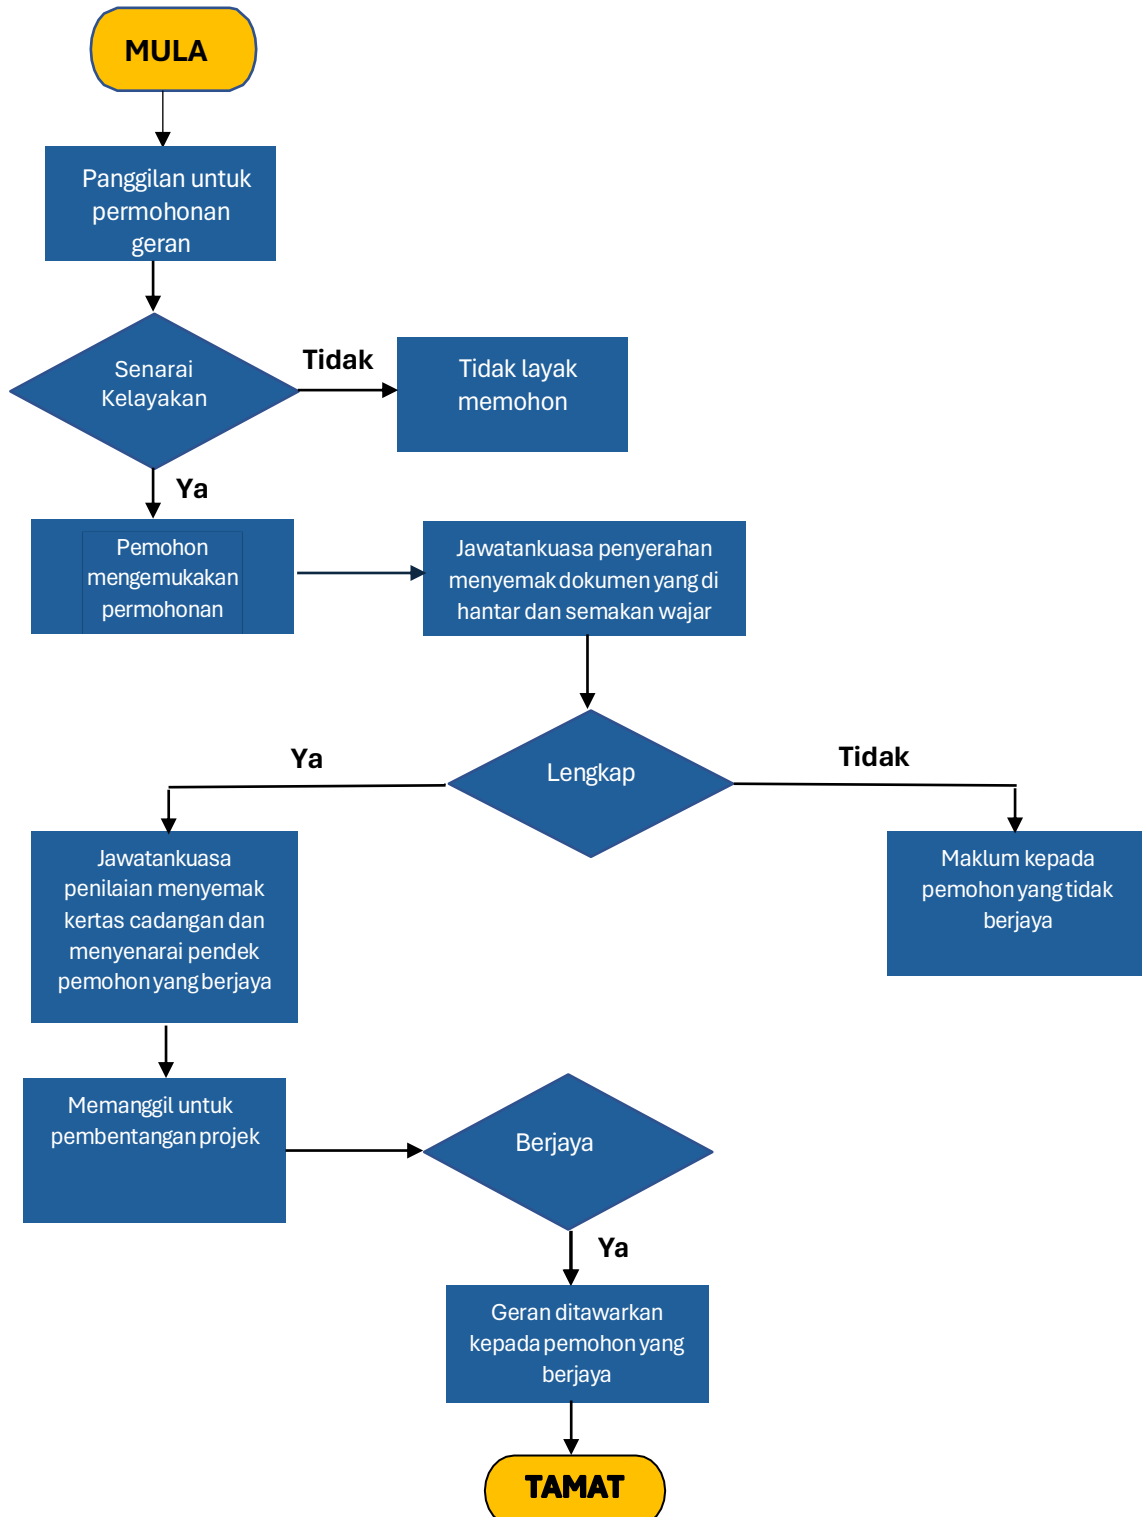 MULA
Panggilan untuk
permohonan
geran
Senarai
Kelayakan
Tidak
Tidak layak
memohon
Ya
Pemohon
mengemukakan
permohonan
Jawatankuasa penyerahan
menyemak dokumen yang di
hantar dan semakan wajar
Lengkap
Ya
Tidak
Jawatankuasa
penilaian menyemak
kertas cadangan dan
menyenarai pendek
pemohon yang berjaya
Maklum kepada
pemohon yang tidak
berjaya
Memanggil untuk
pembentangan projek
Berjaya
Ya
Geran ditawarkan
kepada pemohon yang
berjaya
TAMAT